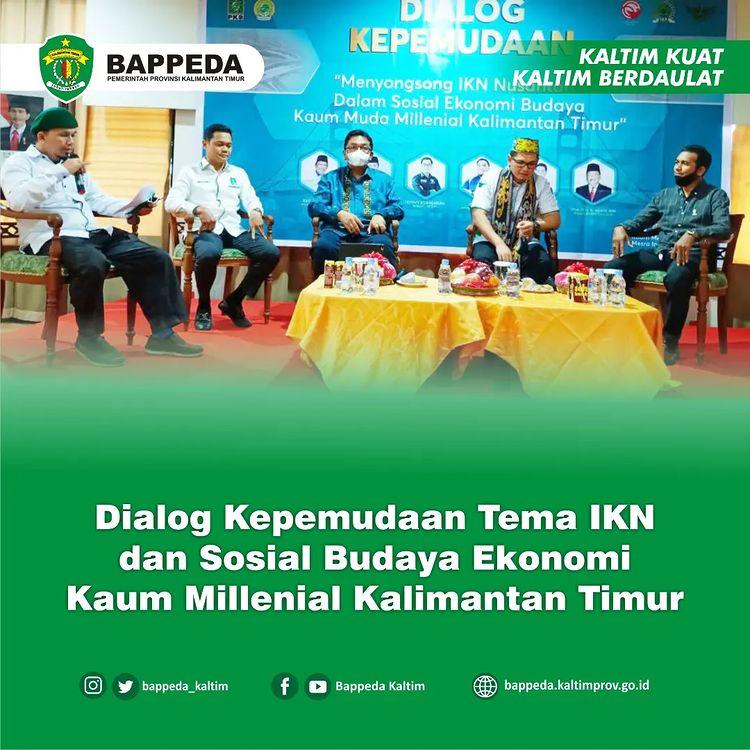 BAPPEDA
PEMERINTAH PROVINSI KALIMANTAN TIMUR
KALTIM KUAT
KALTIM BERDAULAT
PKB
DIALOG
KEPEMUDAAN
"Menyongsong IKN
Dalam Sosial Ekonomi Budaya
Kaum Muda Millenial Kalimantan Timur"
Dialog Kepemudaan Tema IKN
dan Sosial Budaya Ekonomi
Kaum Millenial Kalimantan Timur
bappeda_kaltim
Bappeda Kaltim
bappeda.kaltimprov.go.id